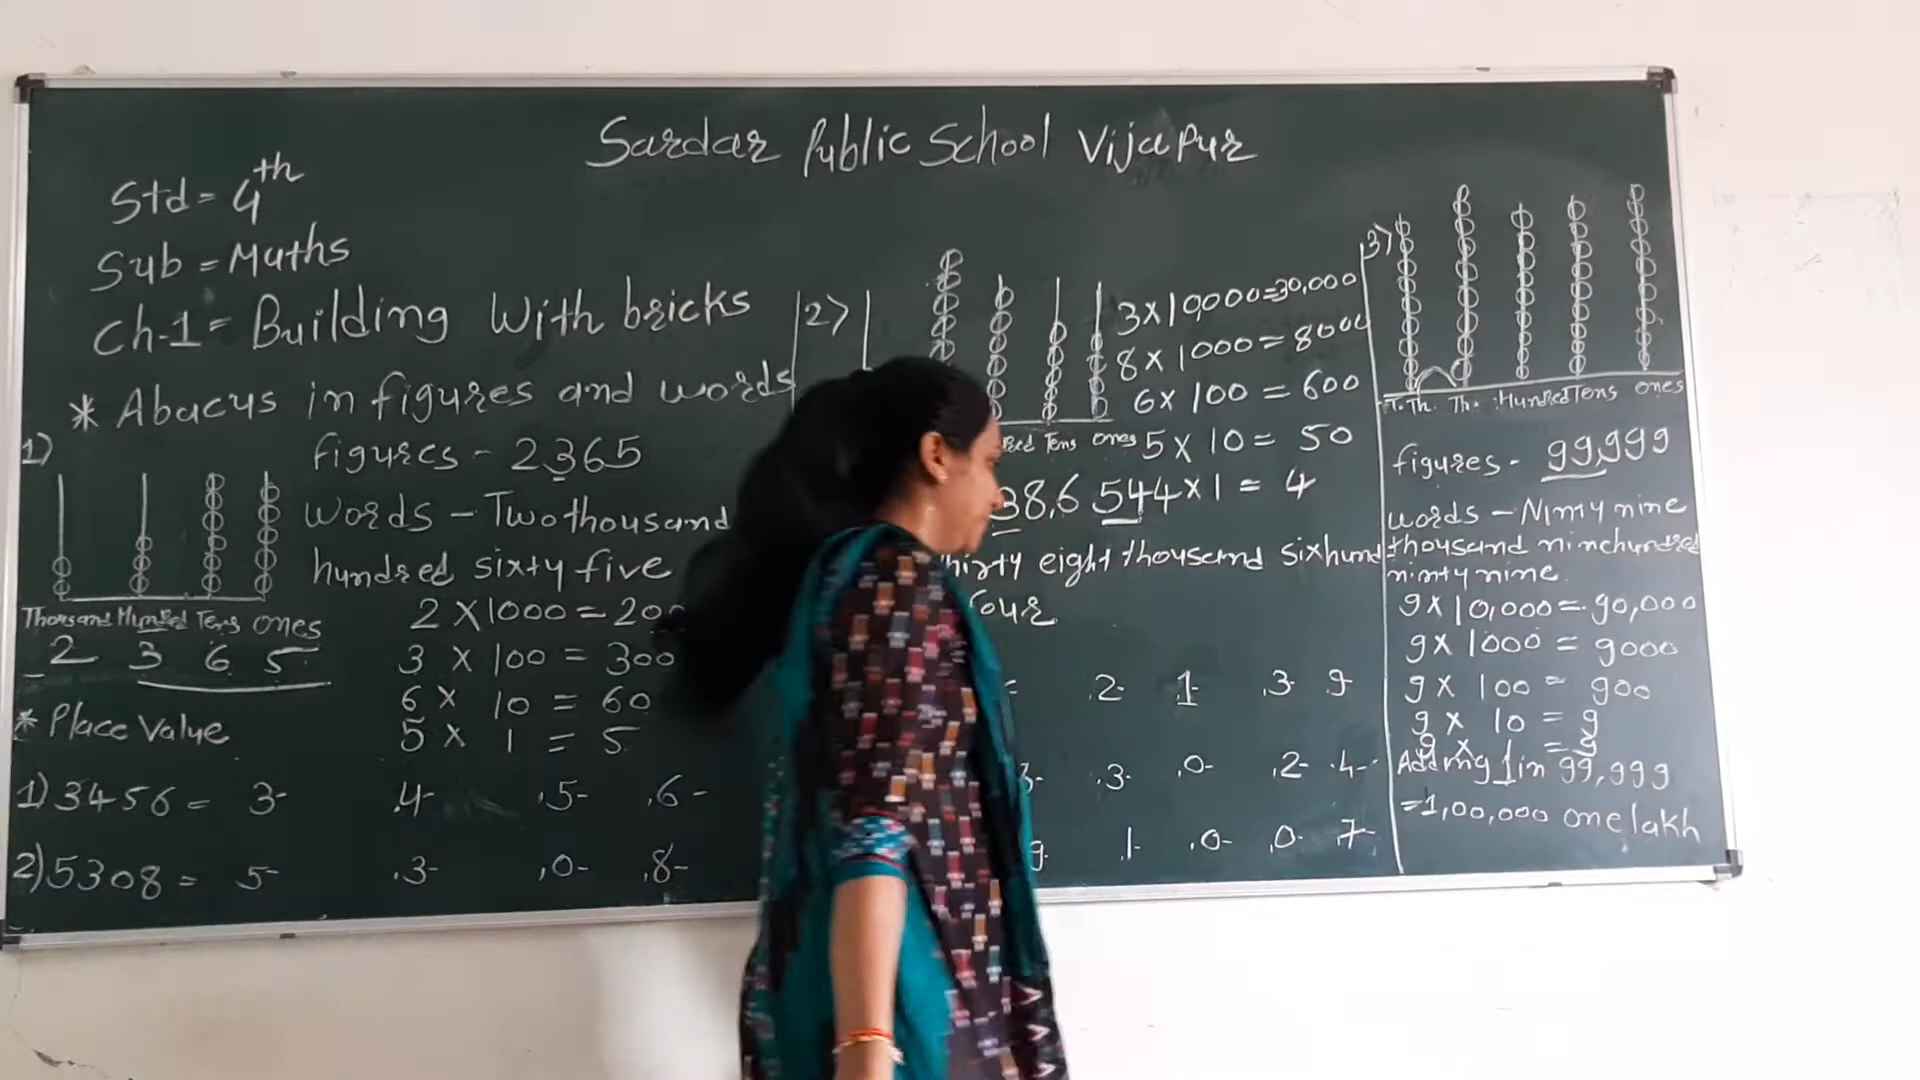 Sardar Public School Vijapur
Std = 4th
Sub = Maths
Ch-1 = Building With bricks
* Abacus in figures and words
1)
figures - 2365
words - Two thousand
hundred sixty five
Thousand Hundred Tens ones
2 3 6 5
2 X 1000 = 200
3 X 100 = 300
6 X 10 = 60
5 X 1 = 5
* Place Value
1) 3456 = 3- .4- ,5- .6-
2) 5308 = 5- .3- ,0- .8-
2)
3 X 10,000 = 30,000
8 X 1000 = 8000
6 X 100 = 600
Tens ones 5 X 10 = 50
38,6 544 X 1 = 4
hirty eight thousand six hund
four
.2- 1- .3- 9-
3- .3- .0- .2- .4-
9- .1- .0- .0- .7-
3)
T.Th. Th. Hundred Tens ones
figures - 99,999
words - Ninty nine
thousand ninehundred
ninty nine.
9 X 10,000 = 90,000
9 X 1000 = 9000
9 X 100 = 900
9 X 10 = 9
9 X 1 = 9
Adding 1 in 99,999
= 1,00,000 one lakh